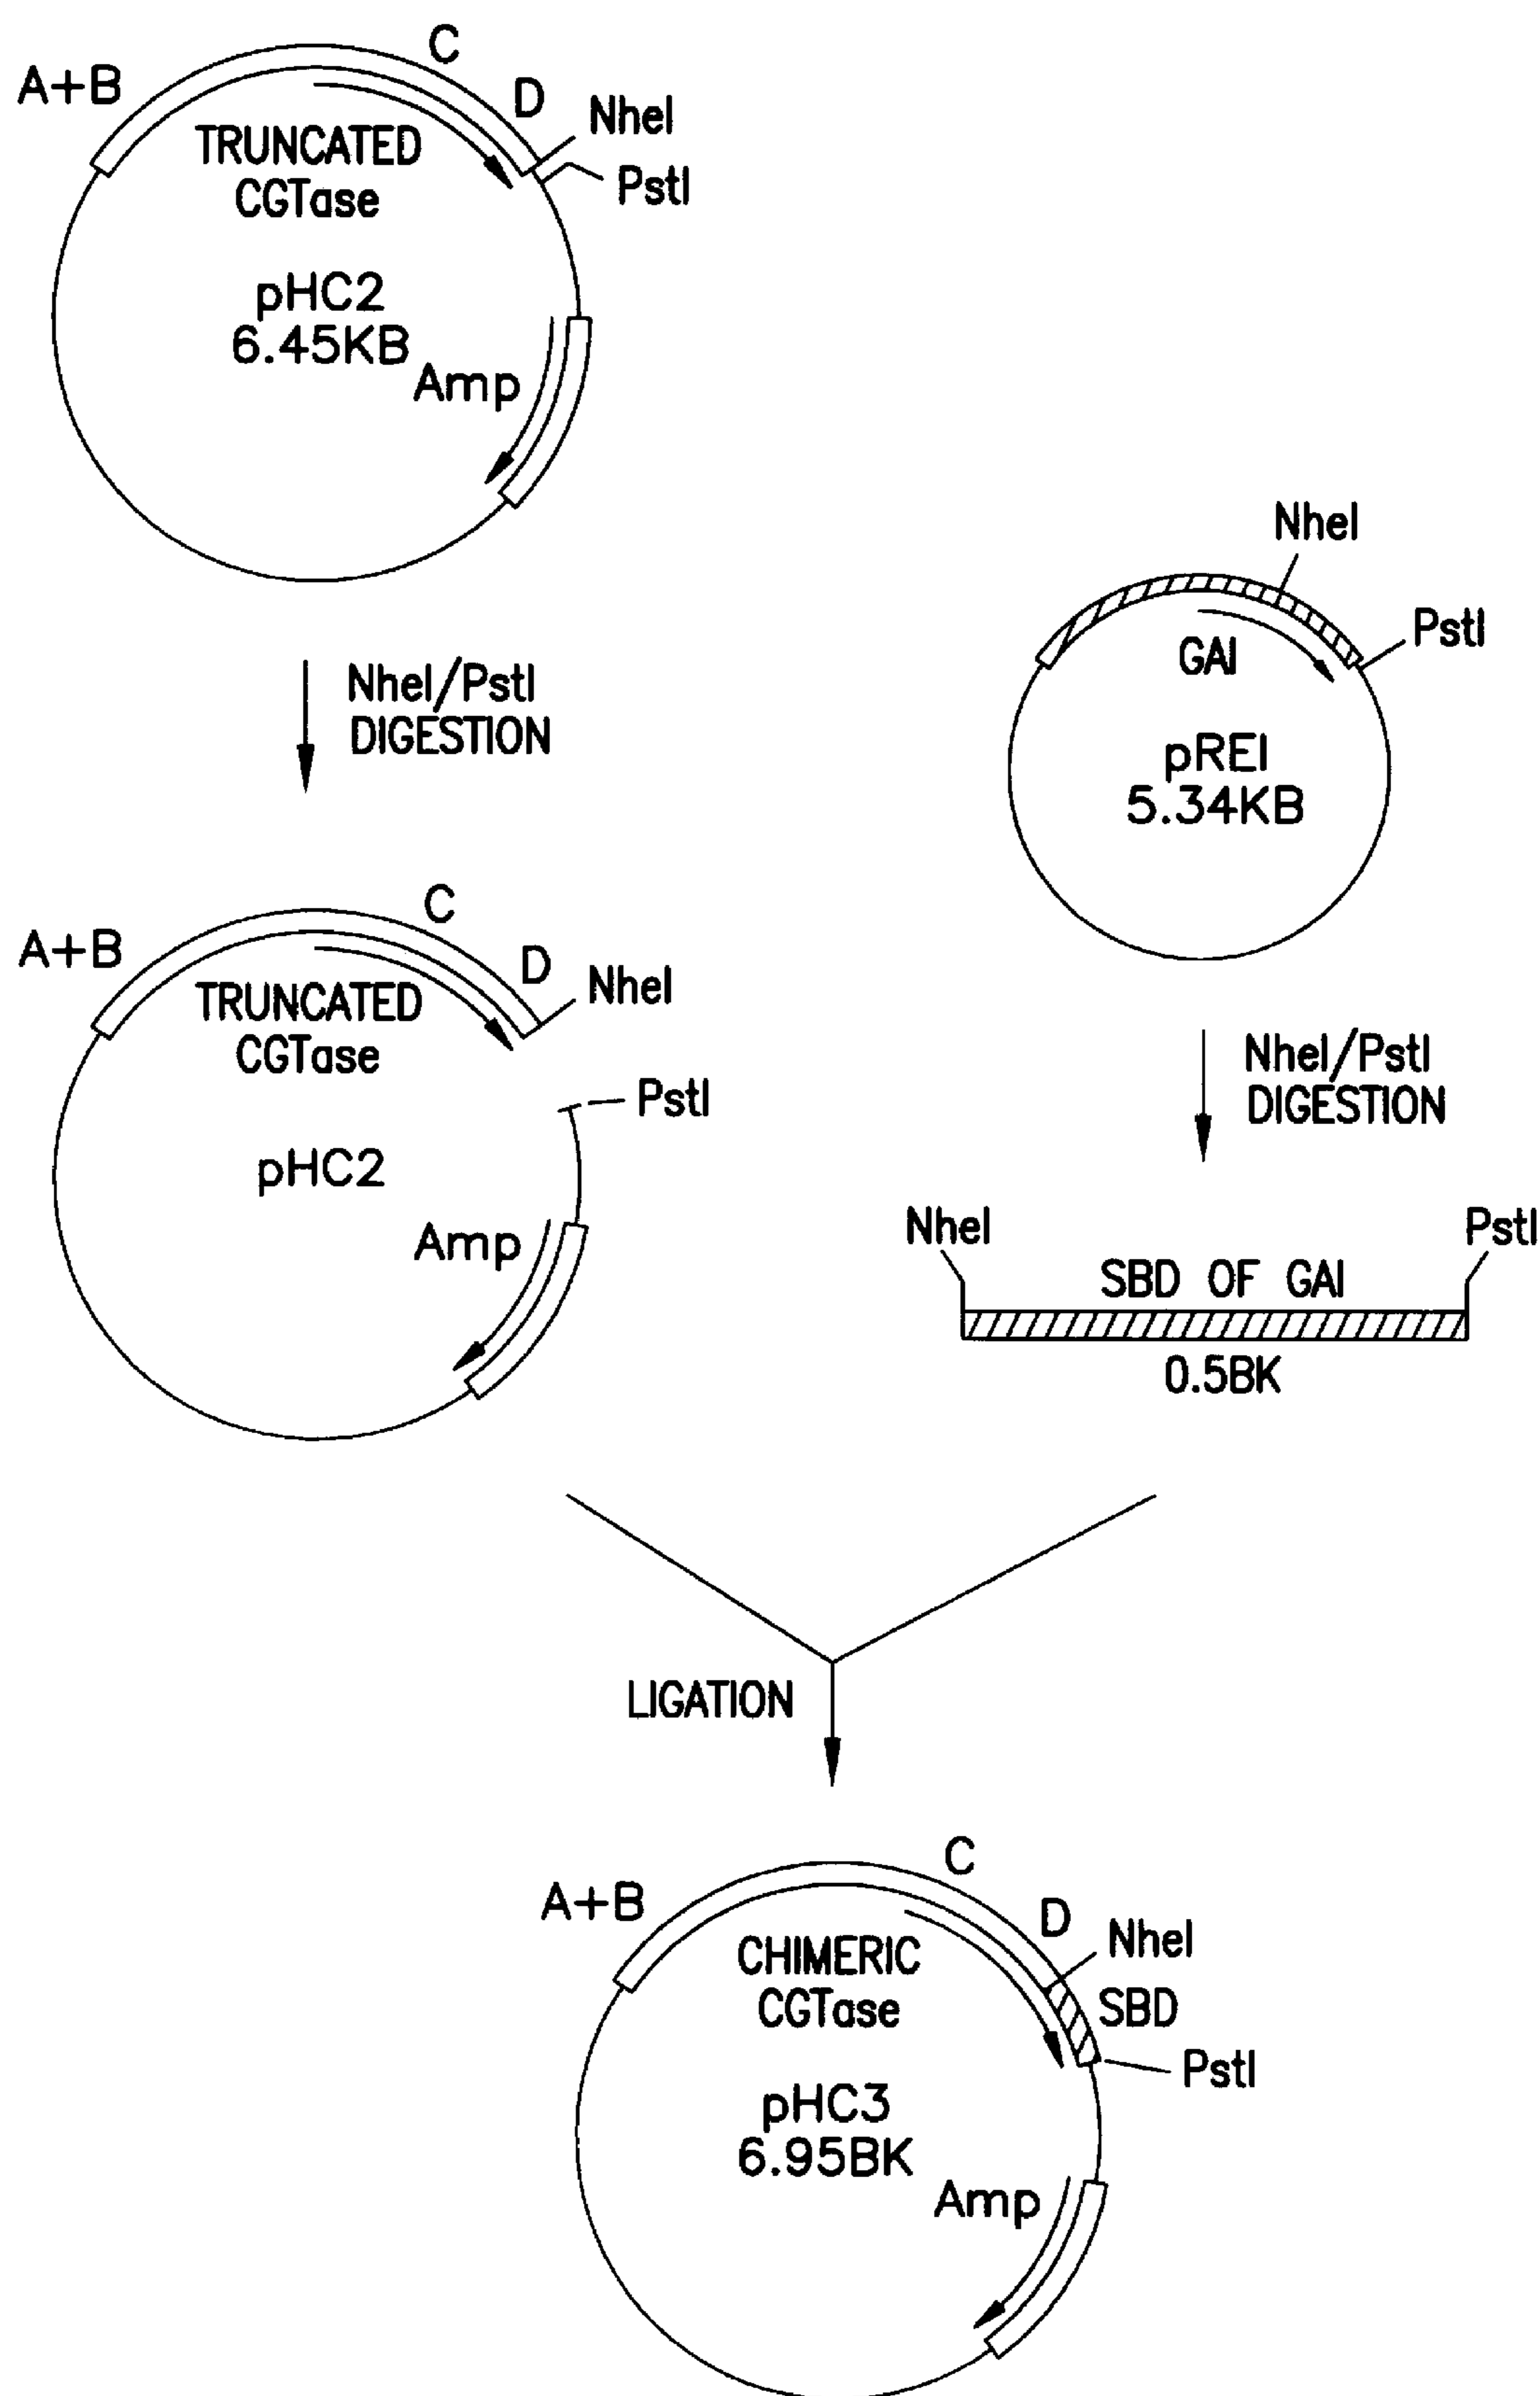 C
A+B
D
NheI
PstI
TRUNCATED
CGTase
pHC2
6.45KB
Amp
NheI/PstI
DIGESTION
NheI
PstI
GAI
pREI
5.34KB
C
A+B
D
NheI
TRUNCATED
CGTase
PstI
pHC2
Amp
NheI/PstI
DIGESTION
NheI
PstI
SBD OF GAI
0.5BK
LIGATION
C
A+B
D
NheI
CHIMERIC
CGTase
SBD
PstI
pHC3
6.95BK
Amp